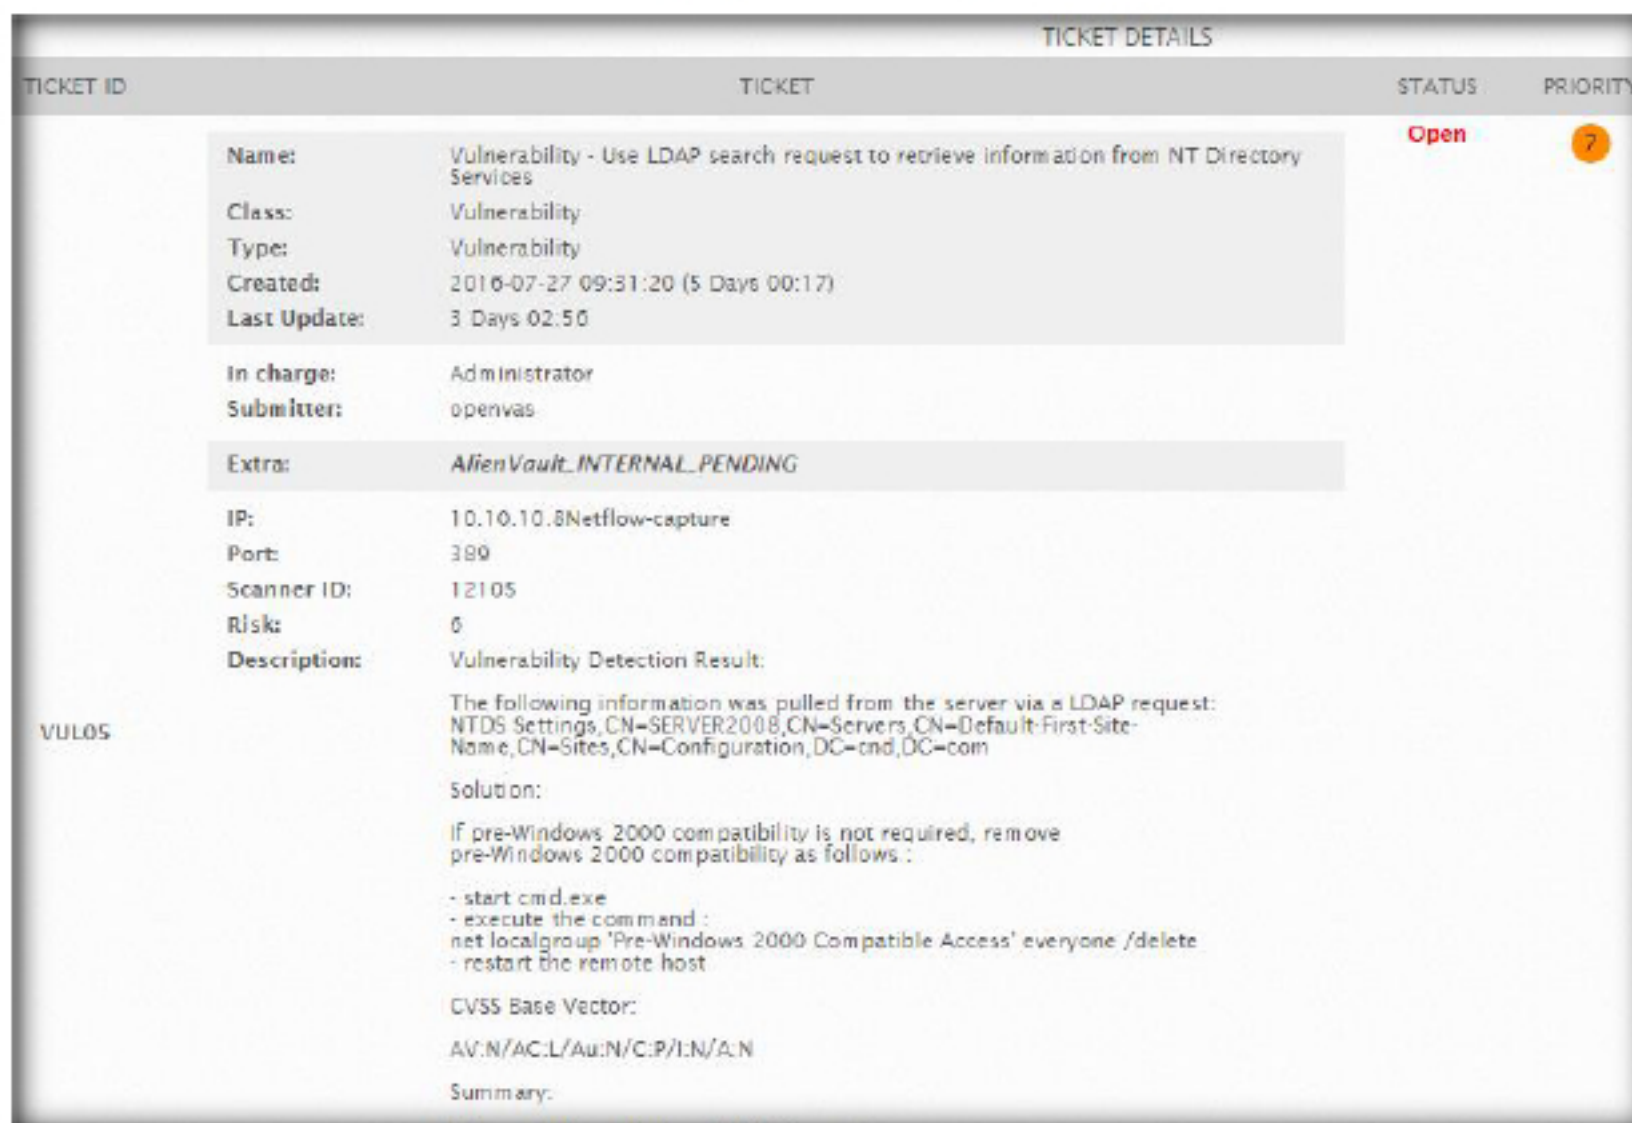 TICKET DETAILS
TICKET ID TICKET STATUS PRIORITY
Open 7
Name: Vulnerability - Use LDAP search request to retrieve information from NT Directory
Services
Class: Vulnerability
Type: Vulnerability
Created: 2016-07-27 09:31:20 (5 Days 00:17)
Last Update: 3 Days 02:56
In charge: Administrator
Submitter: openvas
Extra: AlienVault_INTERNAL_PENDING
IP: 10.10.10.8Netflow-capture
Port: 389
Scanner ID: 12105
Risk: 6
Description: Vulnerability Detection Result:
The following information was pulled from the server via a LDAP request:
VUL05
NTDS Settings,CN=SERVER2008,CN=Servers,CN=Default-First-Site-
Name,CN=Sites,CN=Configuration,DC=cnd,DC=com
Solution:
If pre-Windows 2000 compatibility is not required, remove
pre-Windows 2000 compatibility as follows :
- start cmd.exe
- execute the command :
net localgroup 'Pre-Windows 2000 Compatible Access' everyone /delete
- restart the remote host
CVSS Base Vector:
AV:N/AC:L/Au:N/C:P/I:N/A:N
Summary: